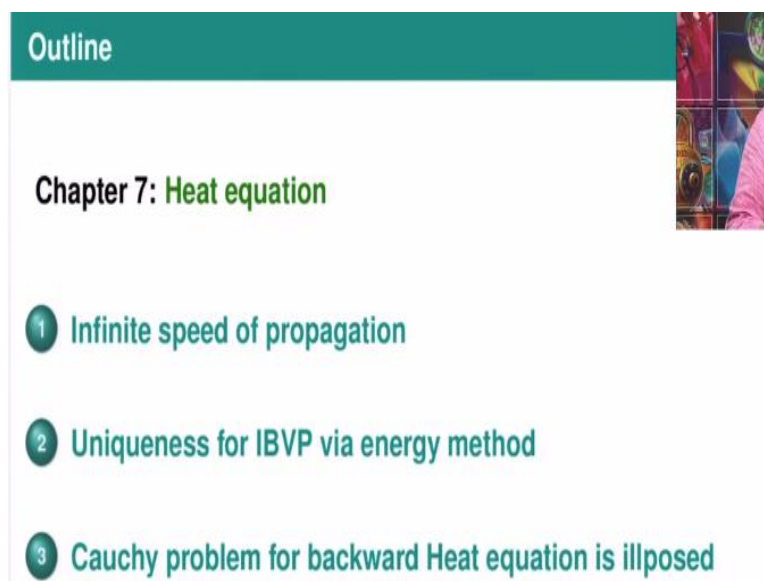 Outline
Chapter 7: Heat equation
1 Infinite speed of propagation
2 Uniqueness for IBVP via energy method
3 Cauchy problem for backward Heat equation is illposed